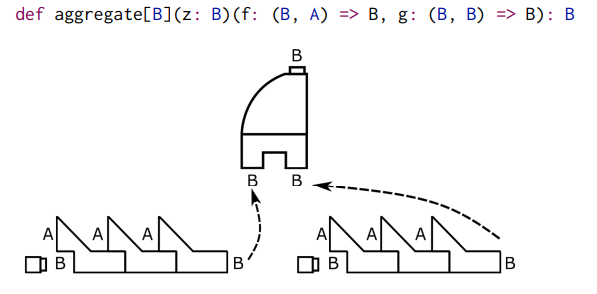 def aggregate[B](z: B)(f: (B, A) => B, g: (B, B) => B): B
B
B B
A A A A A A
B B B B